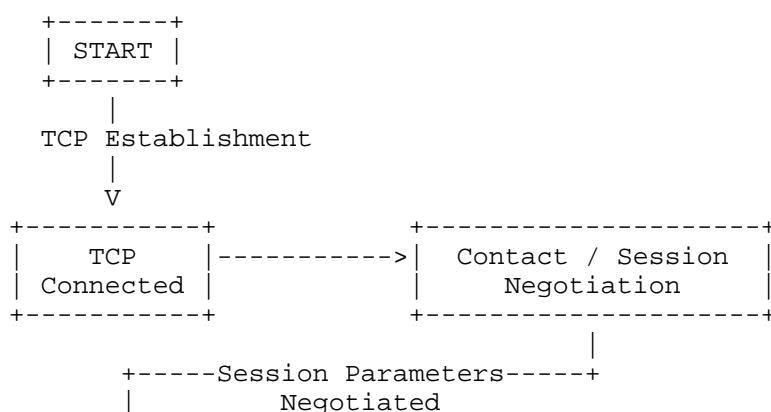 START
TCP Establishment
TCP Contact / Session
Connected Negotiation
Session Parameters
Negotiated